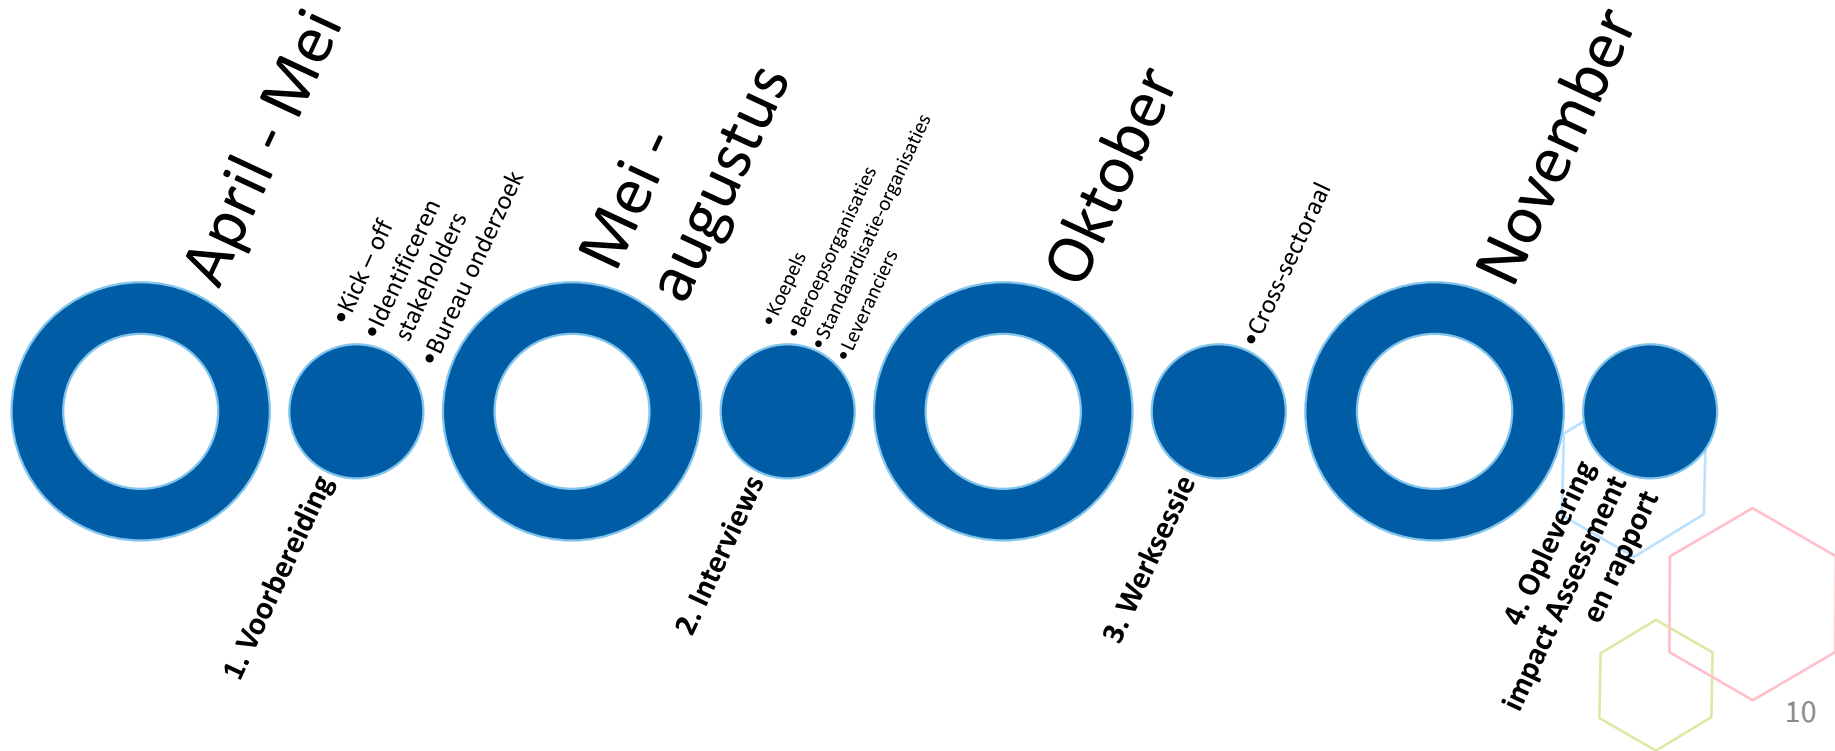 April - Mei
•Kick – off
•Identificeren
stakeholders
•Bureau onderzoek
1. Voorbereiding
Mei -
augustus
•Koepels
•Beroepsorganisaties
•Standaardisatie-organisaties
•Leveranciers
2. Interviews
Oktober
•Cross-sectoraal
3. Werksessie
November
4. Oplevering
impact Assessment
en rapport
10